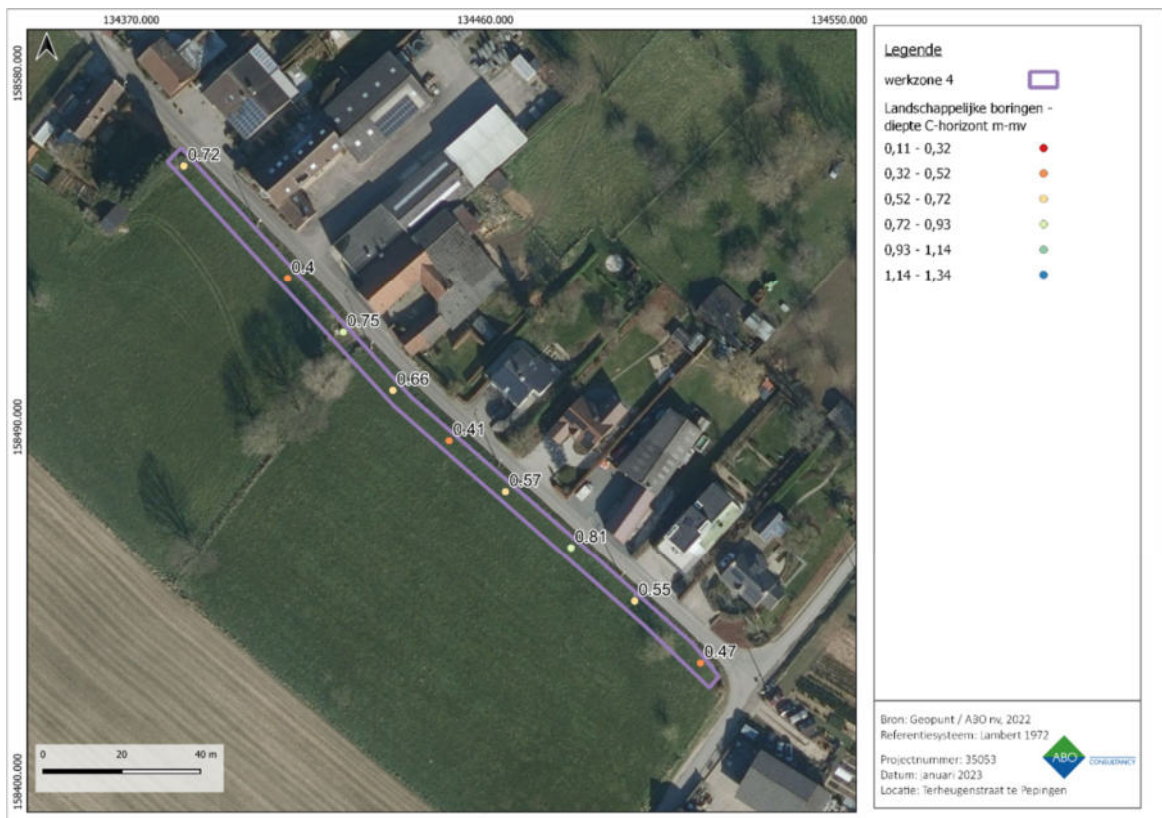 134370.000
134460.000
134550.000
158580.000
158490.000
158400.000
0.72
0.4
0.75
0.66
0.41
0.57
0.81
0.55
0.47
0 20 40 m
Legende
werkzone 4
Landschappelijke boringen -
diepte C-horizont m-mv
0,11 - 0,32
0,32 - 0,52
0,52 - 0,72
0,72 - 0,93
0,93 - 1,14
1,14 - 1,34
Bron: Geopunt / ABO nv, 2022
Referentiesysteem: Lambert 1972
Projectnummer: 35053
Datum: januari 2023
Locatie: Terheugenstraat te Pepingen
ABO
CONSULTANCY